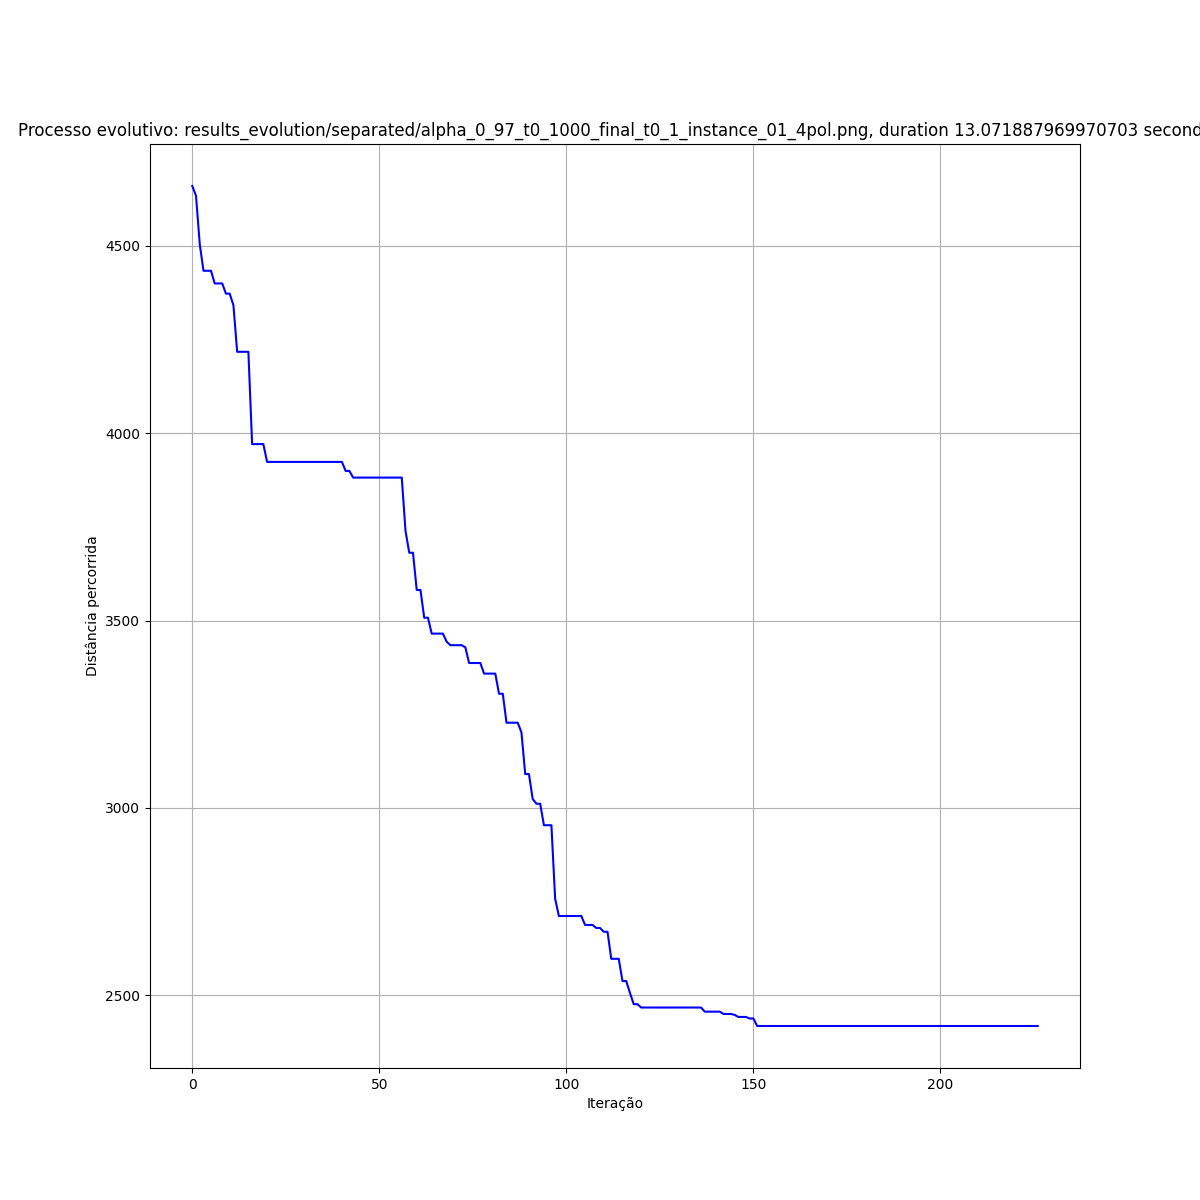 Processo evolutivo: results_evolution/separated/alpha_0_97_t0_1000_final_t0_1_instance_01_4pol.png, duration 13.071887969970703 second
4500
4000
3500
3000
2500
Distância percorrida
0 50 100 150 200
Iteração